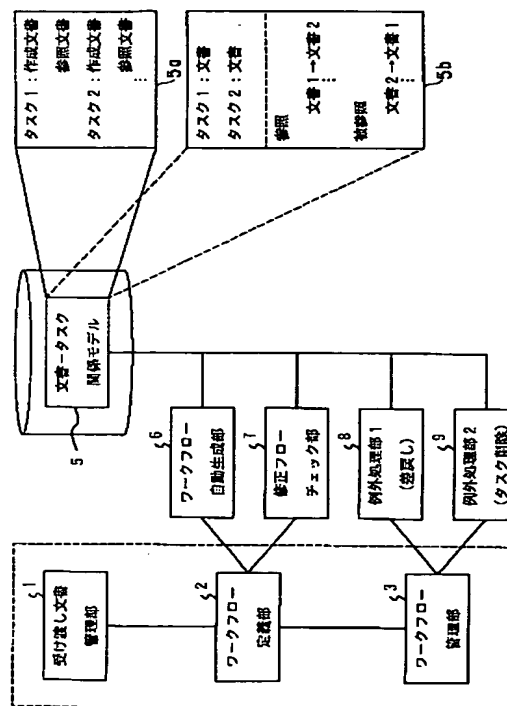 1
受け渡し文書
管理部
2
ワークフロー
定義部
3
ワークフロー
管理部
6
ワークフロー
自動生成部
7
修正フロー
チェック部
8
例外処理部1
(差戻し)
9
例外処理部2
(タスク削除)
文書-タスク
関係モデル
5
タスク1:作成文書
参照文書
タスク2:作成文書
参照文書
⋮
5a
タスク1:文書
タスク2:文書
参照
文書1→文書2
⋮
被参照
文書2→文書1
⋮
5b